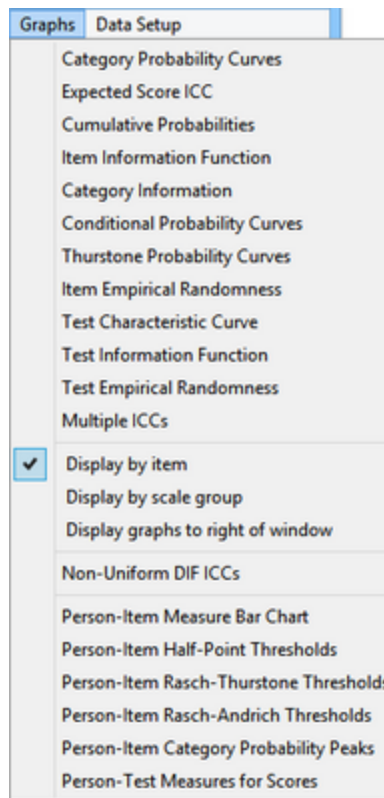 Graphs Data Setup
Category Probability Curves
Expected Score ICC
Cumulative Probabilities
Item Information Function
Category Information
Conditional Probability Curves
Thurstone Probability Curves
Item Empirical Randomness
Test Characteristic Curve
Test Information Function
Test Empirical Randomness
Multiple ICCs
Display by item
Display by scale group
Display graphs to right of window
Non-Uniform DIF ICCs
Person-Item Measure Bar Chart
Person-Item Half-Point Thresholds
Person-Item Rasch-Thurstone Thresholds
Person-Item Rasch-Andrich Thresholds
Person-Item Category Probability Peaks
Person-Test Measures for Scores